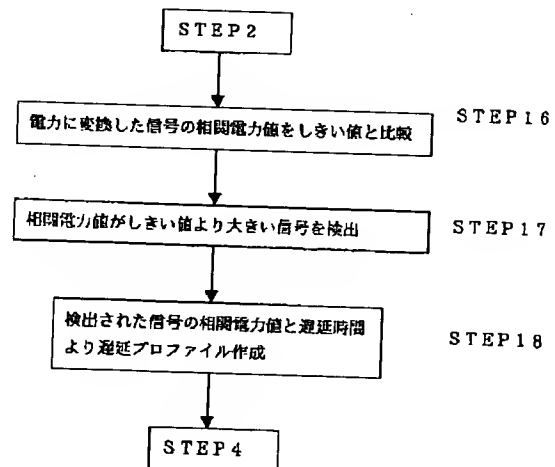 STEP2
電力に変換した信号の相関電力値をしきい値と比較
STEP16
相関電力値がしきい値より大きい信号を検出
STEP17
検出された信号の相関電力値と遅延時間
より遅延プロファイル作成
STEP18
STEP4